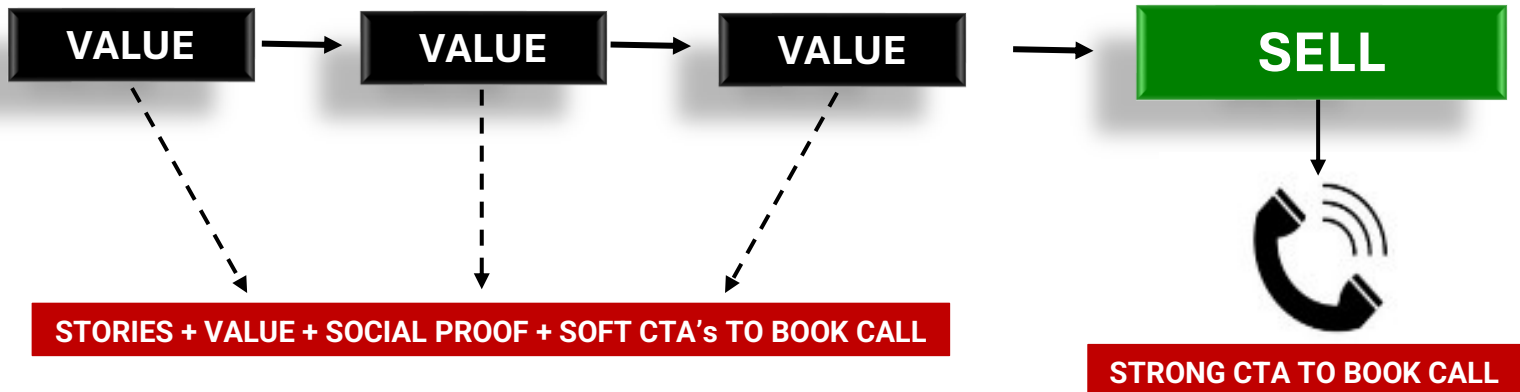 VALUE
VALUE
VALUE
SELL
STORIES + VALUE + SOCIAL PROOF + SOFT CTA's TO BOOK CALL
STRONG CTA TO BOOK CALL